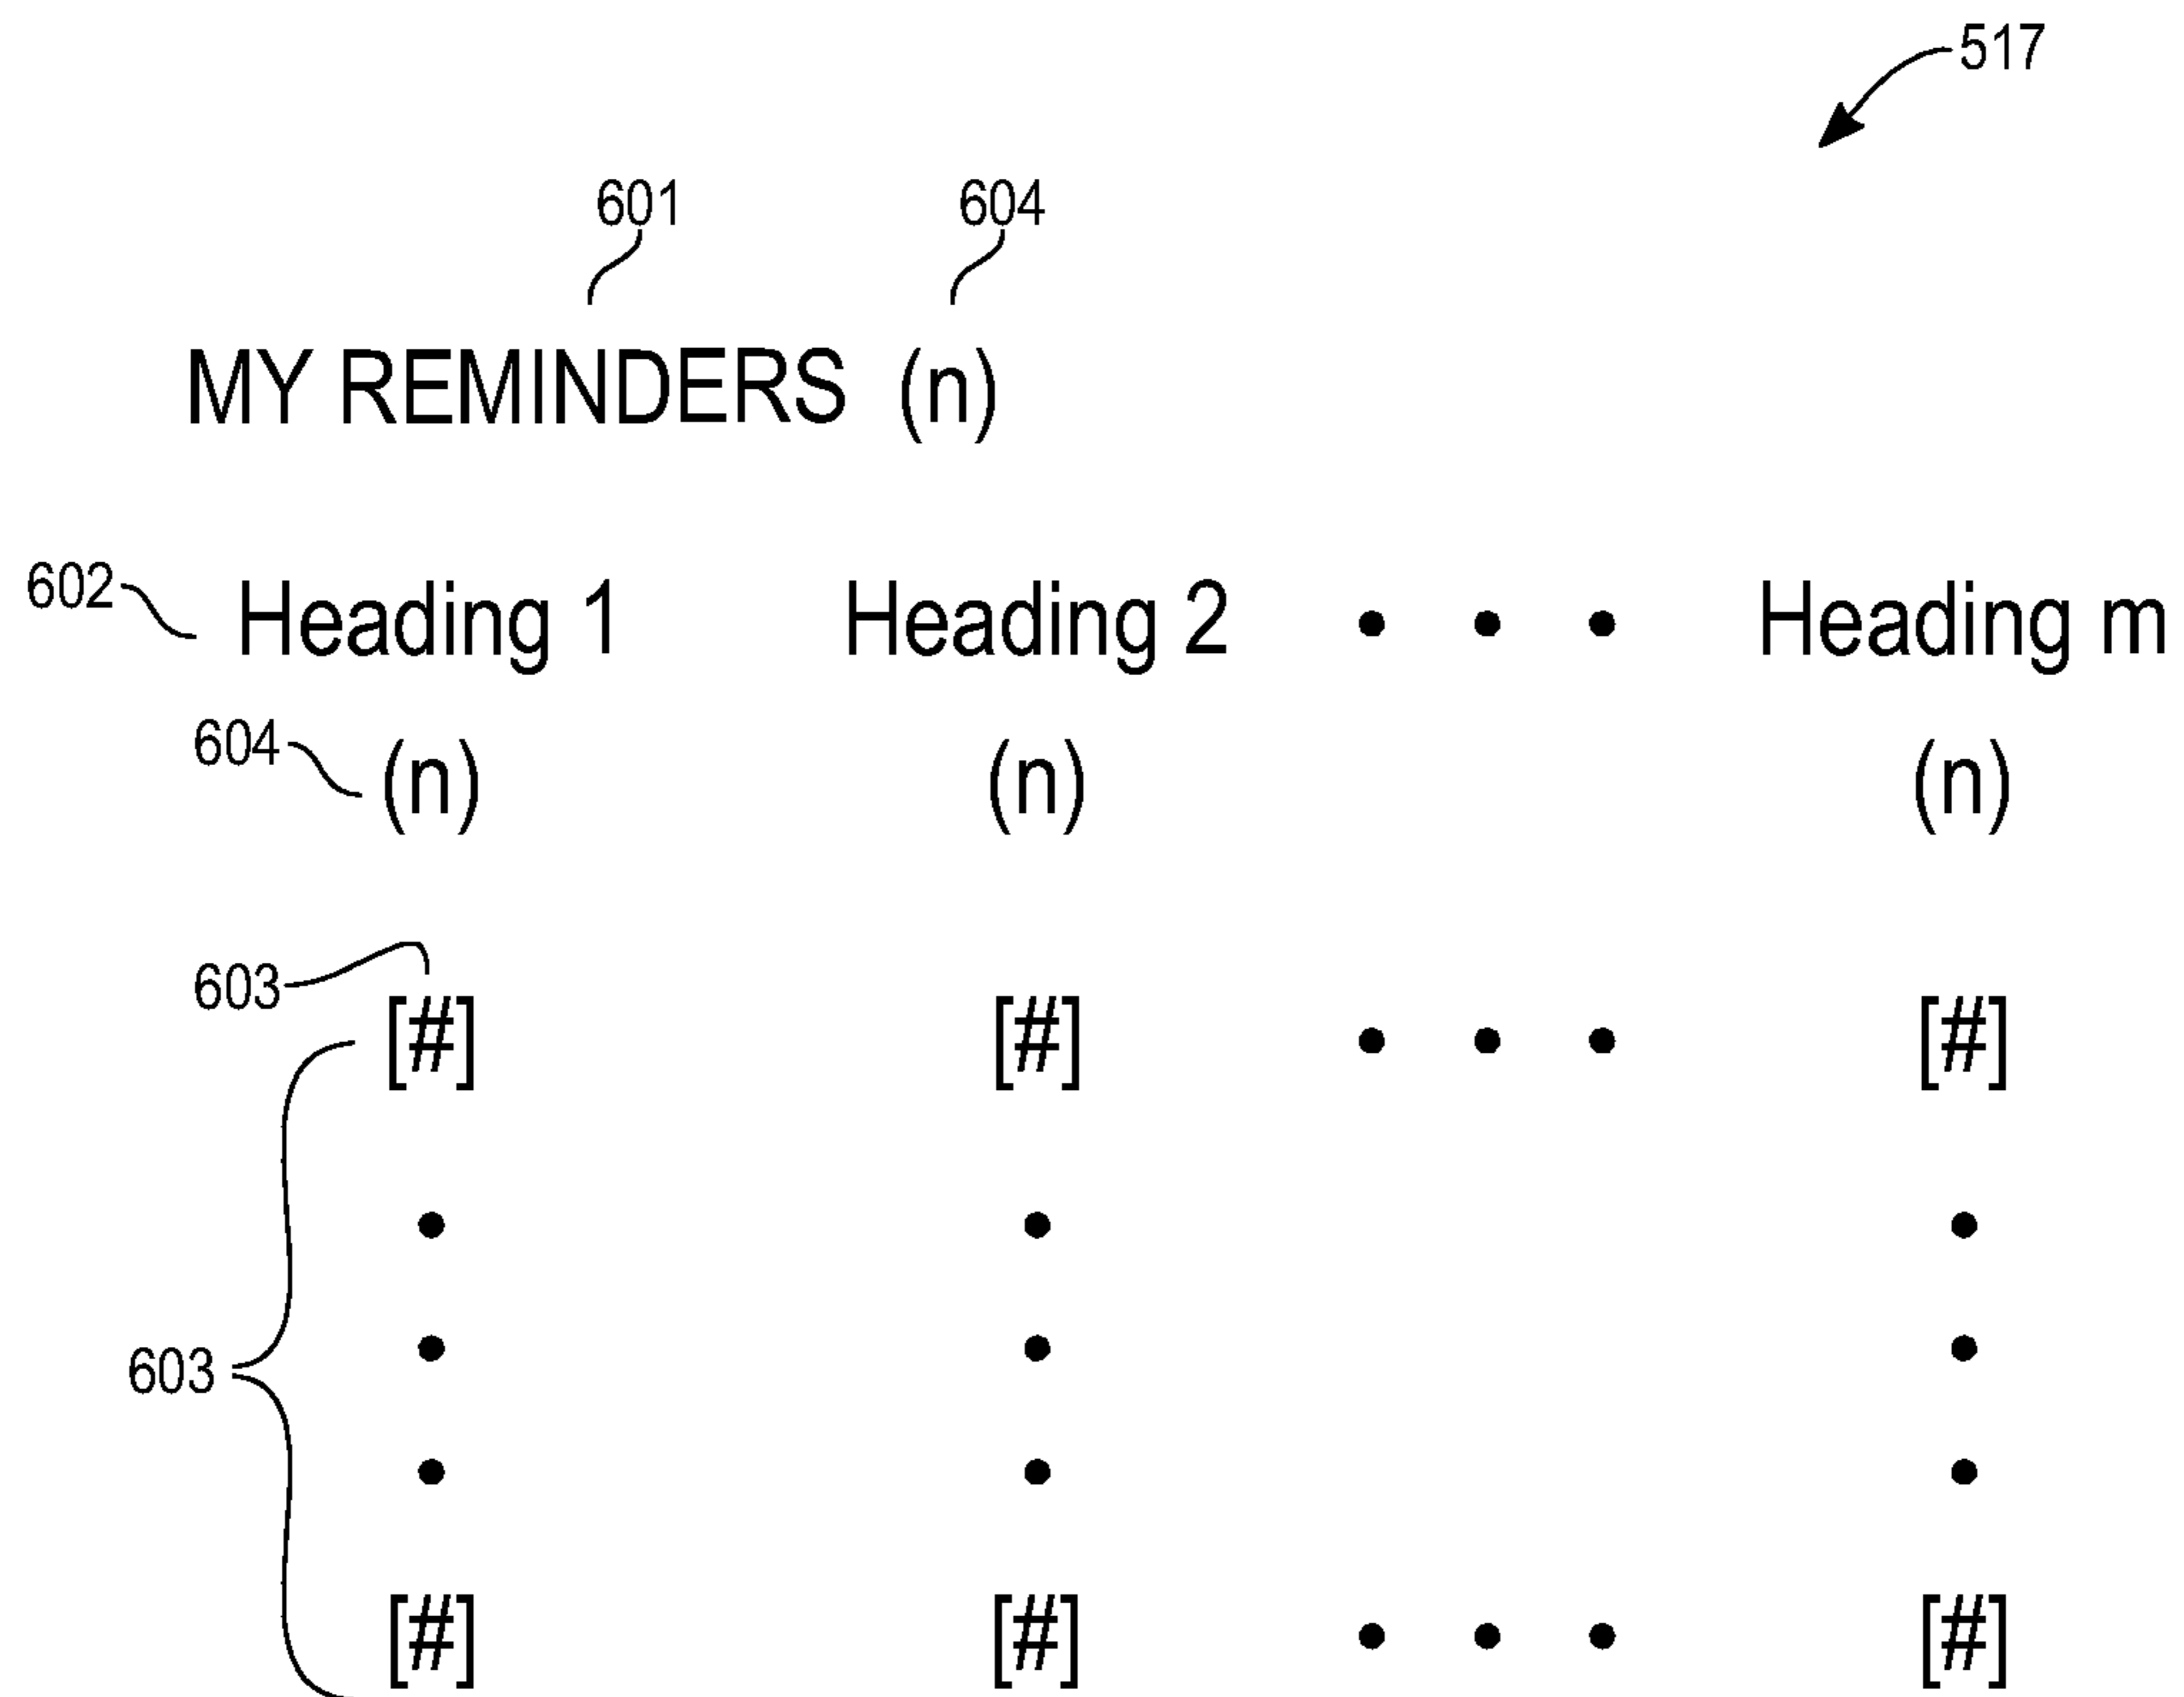 517
601 604
MY REMINDERS (n)
602 Heading 1 Heading 2 • • • Heading m
604 (n) (n) (n)
603
[#] [#] • • • [#]
• • •
• • •
603
• • •
[#] [#] • • • [#]